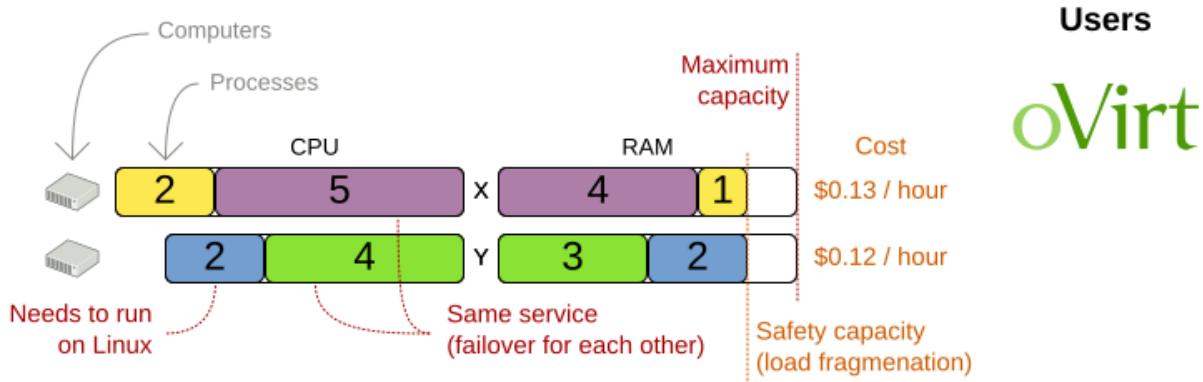 Users
Computers
Processes
Maximum
capacity
oVirt
CPU
RAM
Cost
2 5 X 4 1 $0.13 / hour
2 4 Y 3 2 $0.12 / hour
Needs to run
on Linux
Same service
(failover for each other)
Safety capacity
(load fragmenation)